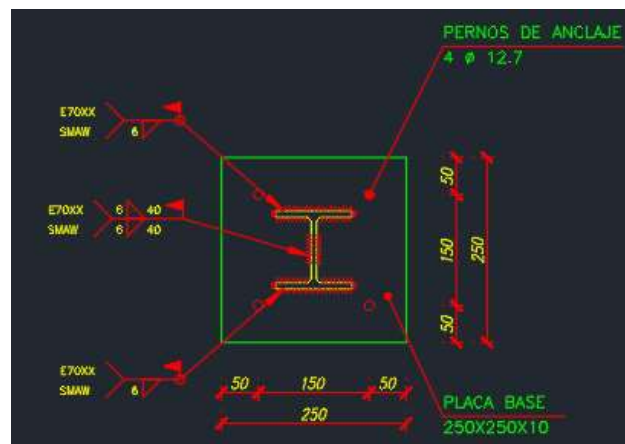 PERNOS DE ANCLAJE
4 ø 12.7
E70XX
SMAW 6
E70XX 6 40
SMAW 6 40
E70XX
SMAW 6
50
150
50
250
50 150 50
250
PLACA BASE
250X250X10